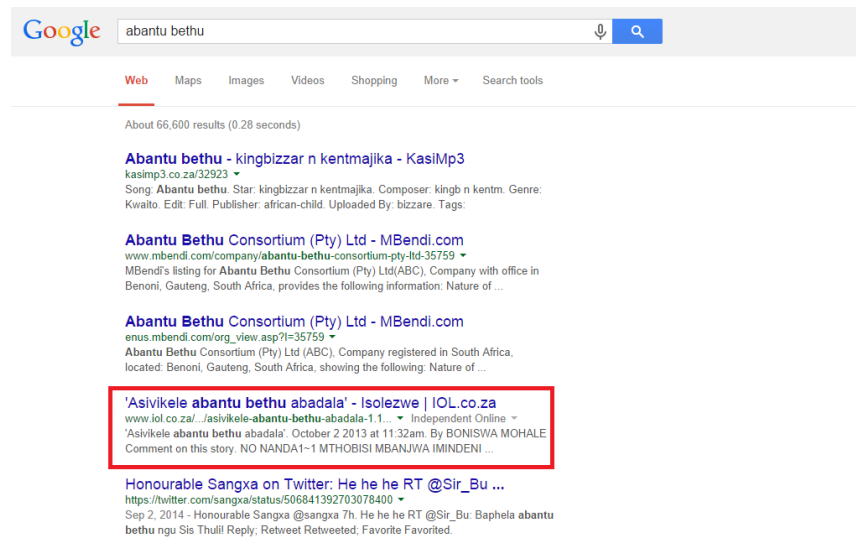 Google
abantu bethu
Web Maps Images Videos Shopping More Search tools
About 66,600 results (0.28 seconds)
Abantu bethu - kingbizzar n kentmajika - KasiMp3
kasimp3.co.za/32923
Song: Abantu bethu. Star: kingbizzar n kentmajika. Composer: kingb n kentm. Genre:
Kwaito. Edit: Full. Publisher: african-child. Uploaded By: bizzare. Tags:
Abantu Bethu Consortium (Pty) Ltd - MBendi.com
www.mbendi.com/company/abantu-bethu-consortium-pty-ltd-35759
MBendi's listing for Abantu Bethu Consortium (Pty) Ltd(ABC), Company with office in
Benoni, Gauteng, South Africa, provides the following information: Nature of ...
Abantu Bethu Consortium (Pty) Ltd - MBendi.com
enus.mbendi.com/org_view.asp?l=35759
Abantu Bethu Consortium (Pty) Ltd (ABC), Company registered in South Africa,
located: Benoni, Gauteng, South Africa, showing the following: Nature of ...
'Asivikele abantu bethu abadala' - Isolezwe | IOL.co.za
www.iol.co.za/.../asivikele-abantu-bethu-abadala-1.1... Independent Online
'Asivikele abantu bethu abadala'. October 2 2013 at 11:32am. By BONISWA MOHALE
Comment on this story. NO NANDA1~1 MTHOBISI MBANJWA IMINDENI ...
Honourable Sangxa on Twitter: He he he RT @Sir_Bu ...
https://twitter.com/sangxa/status/506841392703078400
Sep 2, 2014 - Honourable Sangxa @sangxa 7h. He he he RT @Sir_Bu: Baphela abantu
bethu ngu Sis Thuli! Reply; Retweet Retweeted; Favorite Favorited.